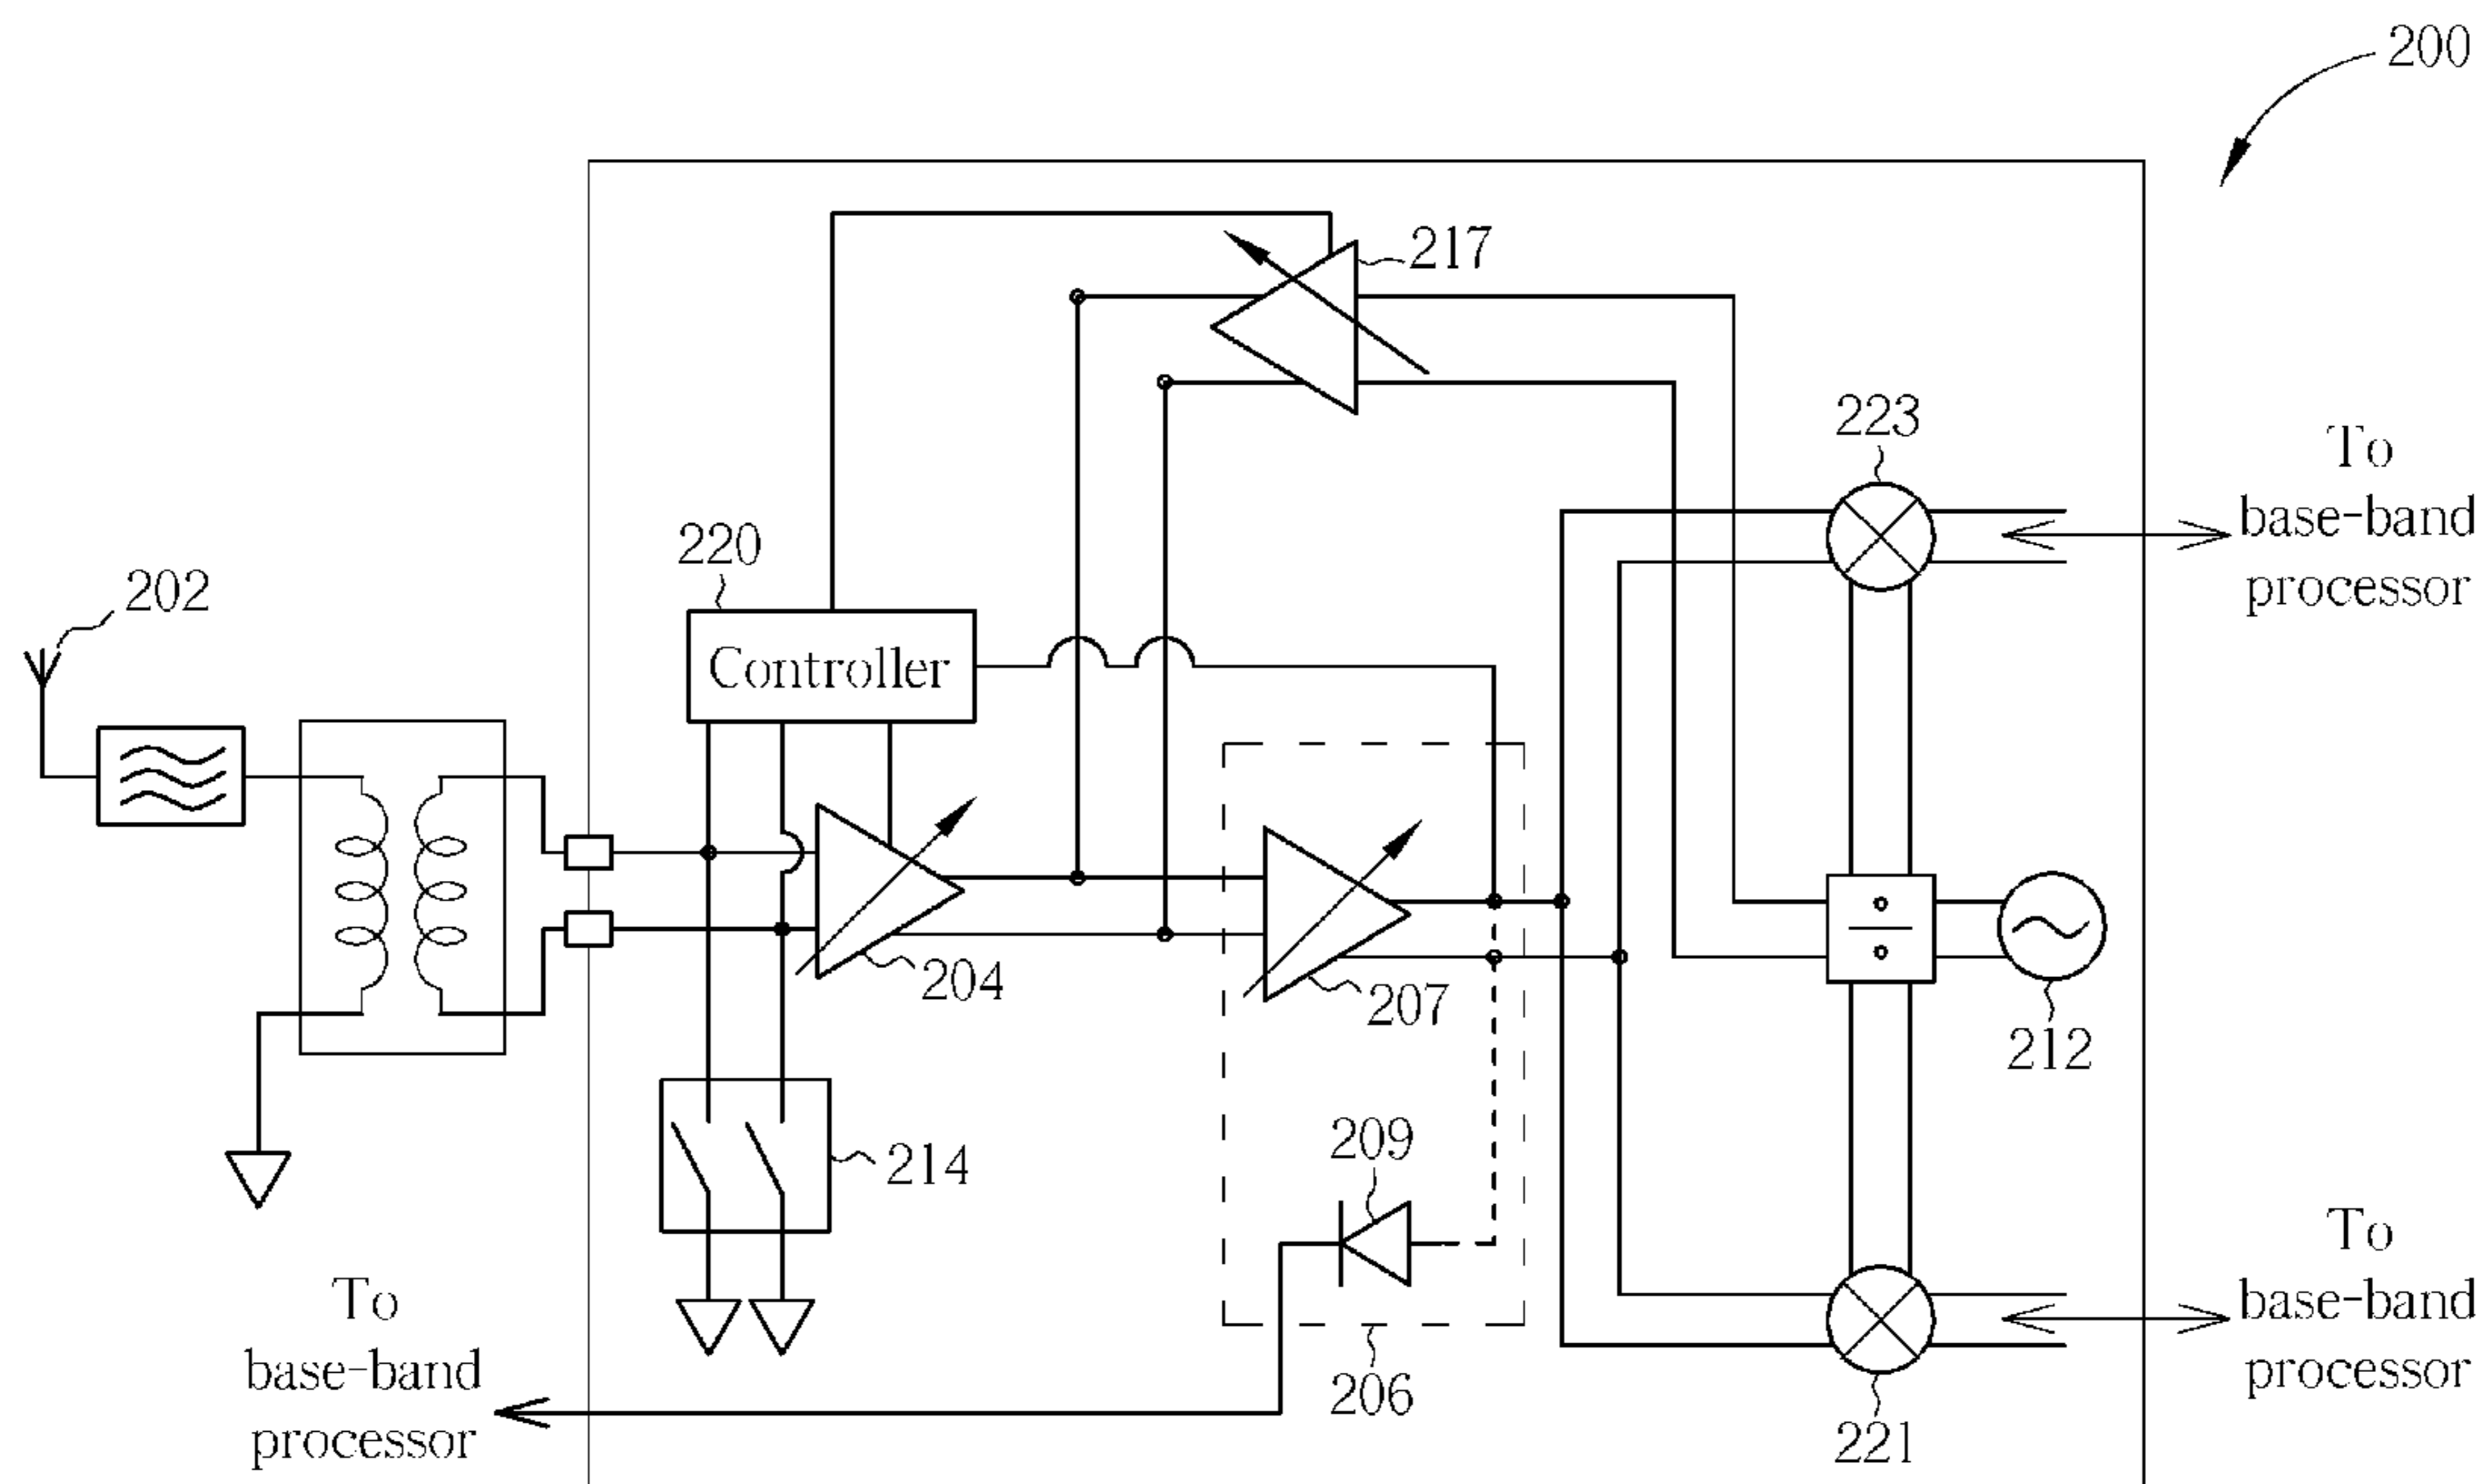 200
217
223
To
base-band
processor
220
202
Controller
204
207
212
209
214
To
base-band
processor
To
base-band
processor
206
221